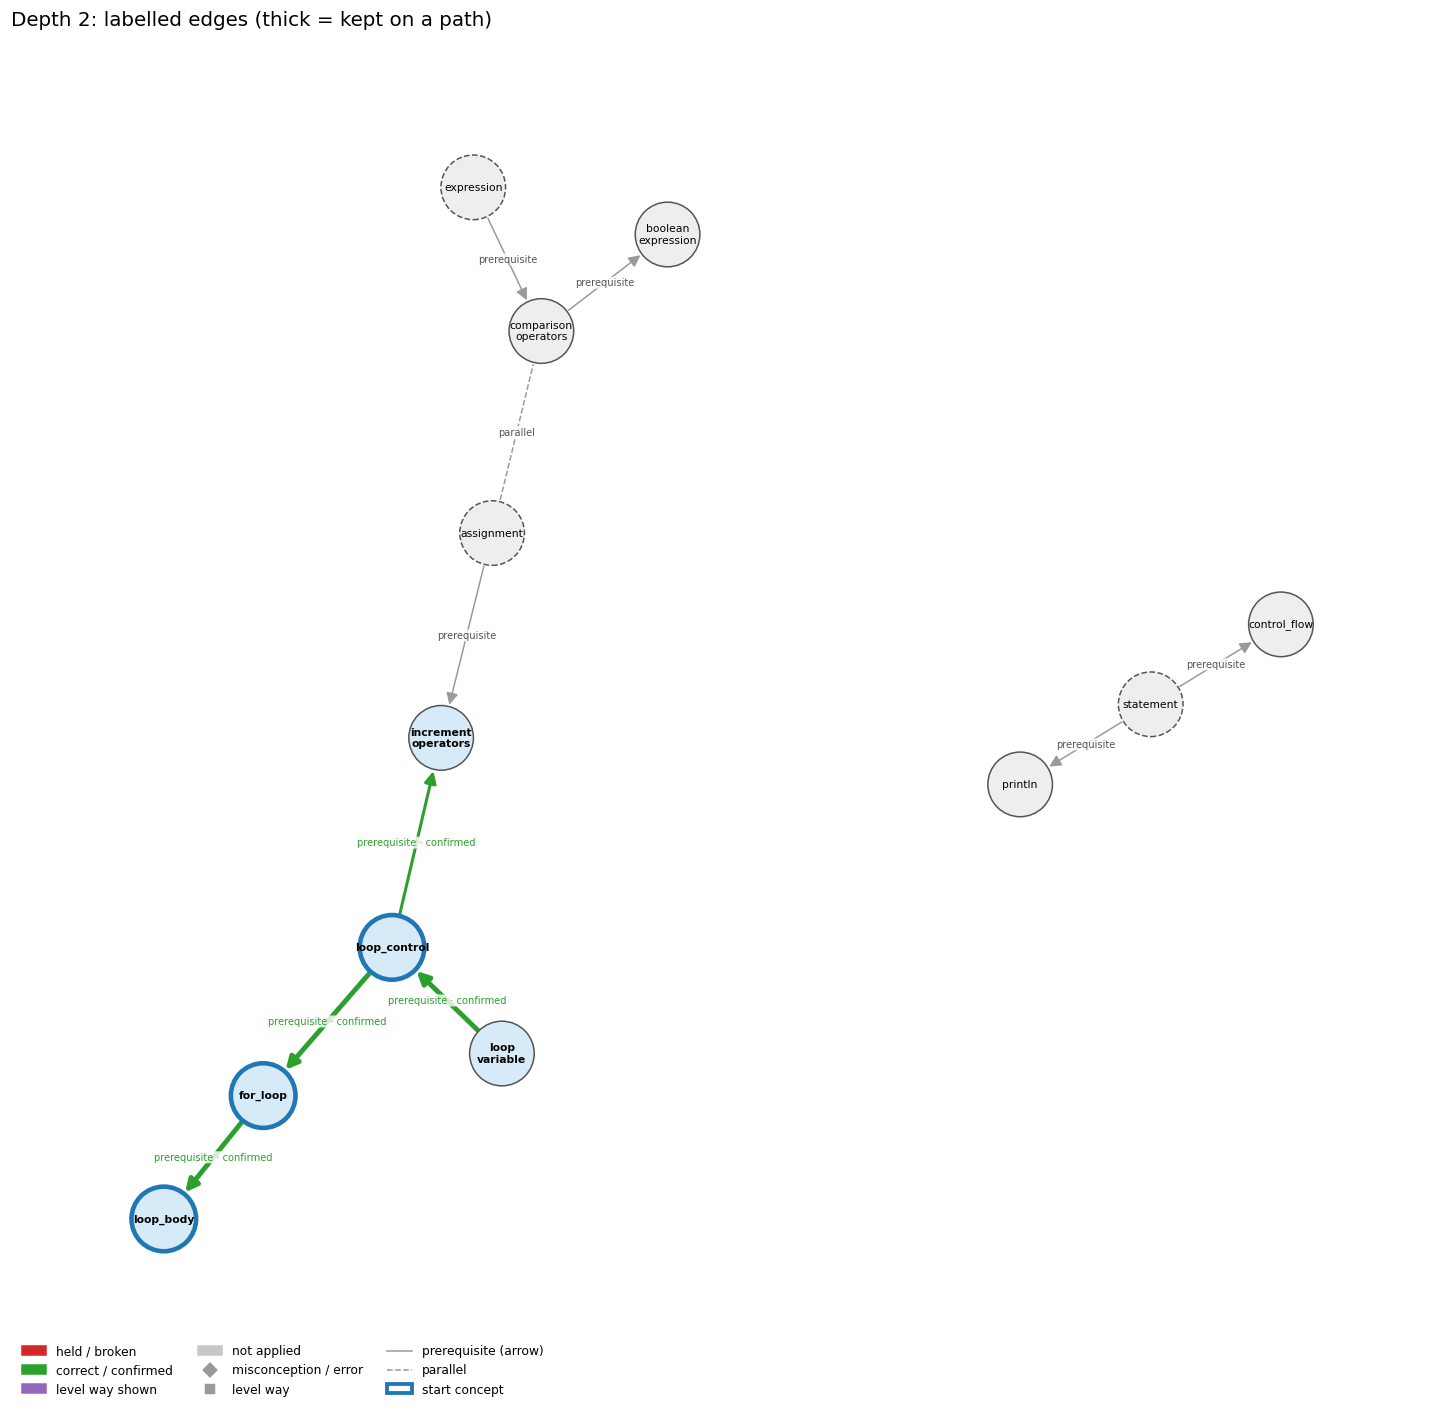 Depth 2: labelled edges (thick = kept on a path)
expression
boolean
expression
prerequisite
prerequisite
comparison
operators
parallel
assignment
control_flow
prerequisite
prerequisite
statement
increment
operators
prerequisite
println
prerequisite · confirmed
loop_control
prerequisite · confirmed
prerequisite · confirmed
loop
variable
for_loop
prerequisite · confirmed
loop_body
held / broken
correct / confirmed
level way shown
not applied
misconception / error
level way
prerequisite (arrow)
parallel
start concept